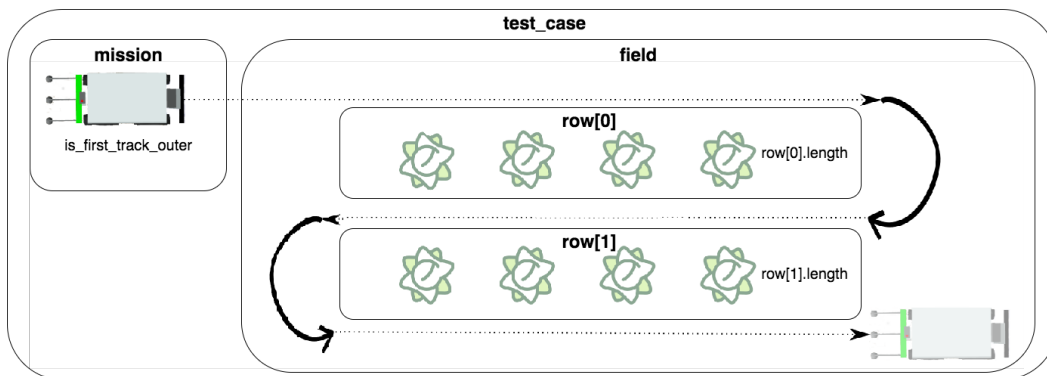 test_case
mission
field
is_first_track_outer
row[0]
row[0].length
row[1]
row[1].length